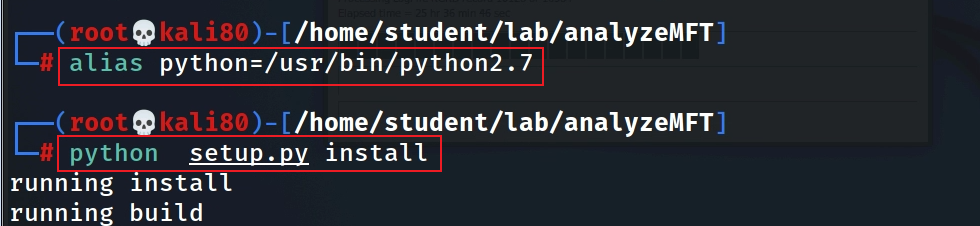 (root💀kali80)-[/home/student/lab/analyzeMFT]
# alias python=/usr/bin/python2.7
(root💀kali80)-[/home/student/lab/analyzeMFT]
# python  setup.py install
running install
running build